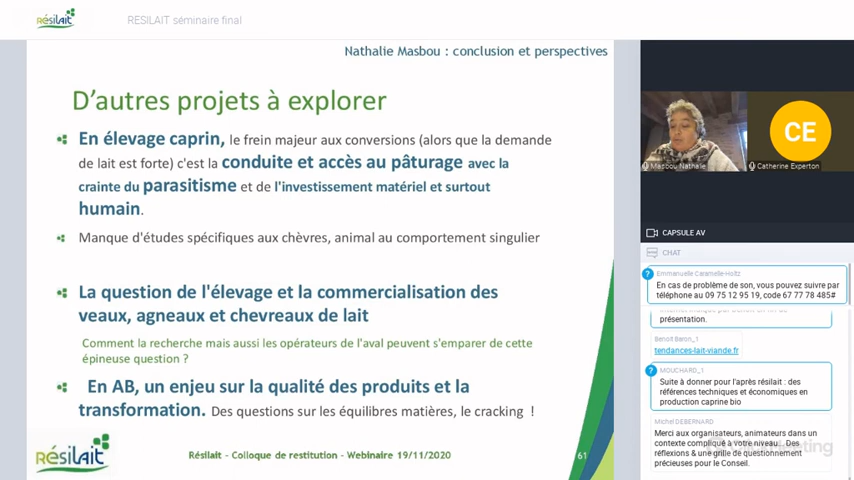 Résilait
RESILAIT séminaire final
Nathalie Masbou : conclusion et perspectives
D'autres projets à explorer
En élevage caprin, le frein majeur aux conversions (alors que la demande
de lait est forte) c'est la conduite et accès au pâturage avec la
crainte du parasitisme et de l'investissement matériel et surtout
humain.
Manque d'études spécifiques aux chèvres, animal au comportement singulier
La question de l'élevage et la commercialisation des
veaux, agneaux et chevreaux de lait
Comment la recherche mais aussi les opérateurs de l'aval peuvent s'emparer de cette
épineuse question ?
En AB, un enjeu sur la qualité des produits et la
transformation. Des questions sur les équilibres matières, le cracking !
Résilait
Résilait - Colloque de restitution - Webinaire 19/11/2020
61
CE
Masbou Nathalie
Catherine Experton
CAPSULE AV
CHAT
?
Emmanuelle Caramelle-Holtz
En cas de problème de son, vous pouvez suivre par
téléphone au 09 75 12 95 19, code 67 77 78 485#
présentation.
Benoit Baron_1
tendances-lait-viande.fr
?
MOUCHARD_1
Suite à donner pour l'après résilait : des
références techniques et économiques en
production caprine bio
Michel DEBERNARD
Merci aux organisateurs, animateurs dans un
contexte compliqué à votre niveau... Des
réflexions & une grille de questionnement
précieuses pour le Conseil.